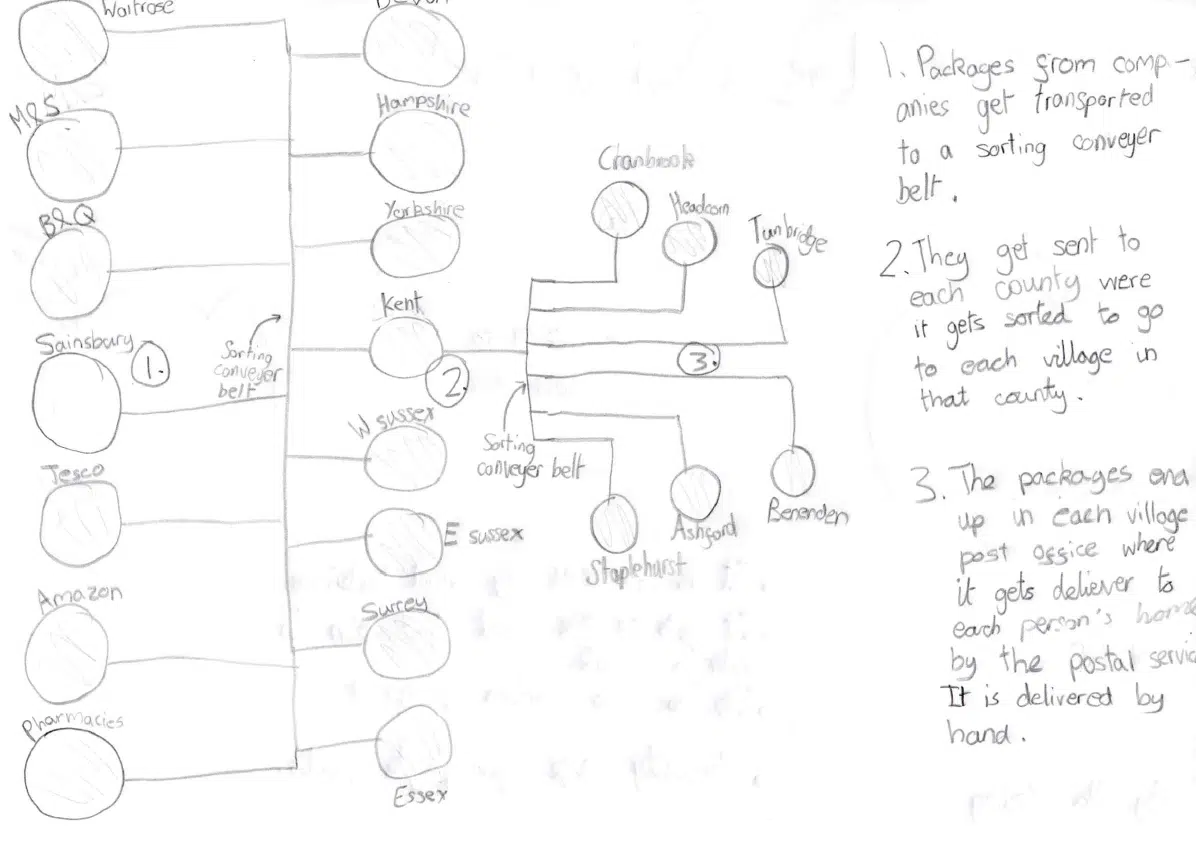 Waitrose
M&S
B&Q
Sainsbury
1.
Sorting
conveyer
belt
Tesco
Amazon
Pharmacies
Devon
Hampshire
Yorkshire
Kent
2.
W sussex
E sussex
Surrey
Essex
Cranbrook
Headcorn
Tunbridge
3.
Sorting
conveyer belt
Staplehurst
Ashford
Benenden
1. Packages from comp-
anies get transported
to a sorting conveyer
belt.
2. They get sent to
each county were
it gets sorted to go
to each village in
that county.
3. The packages end
up in each village
post office where
it gets deliever to
each person's home
by the postal servic
It is delivered by
hand.